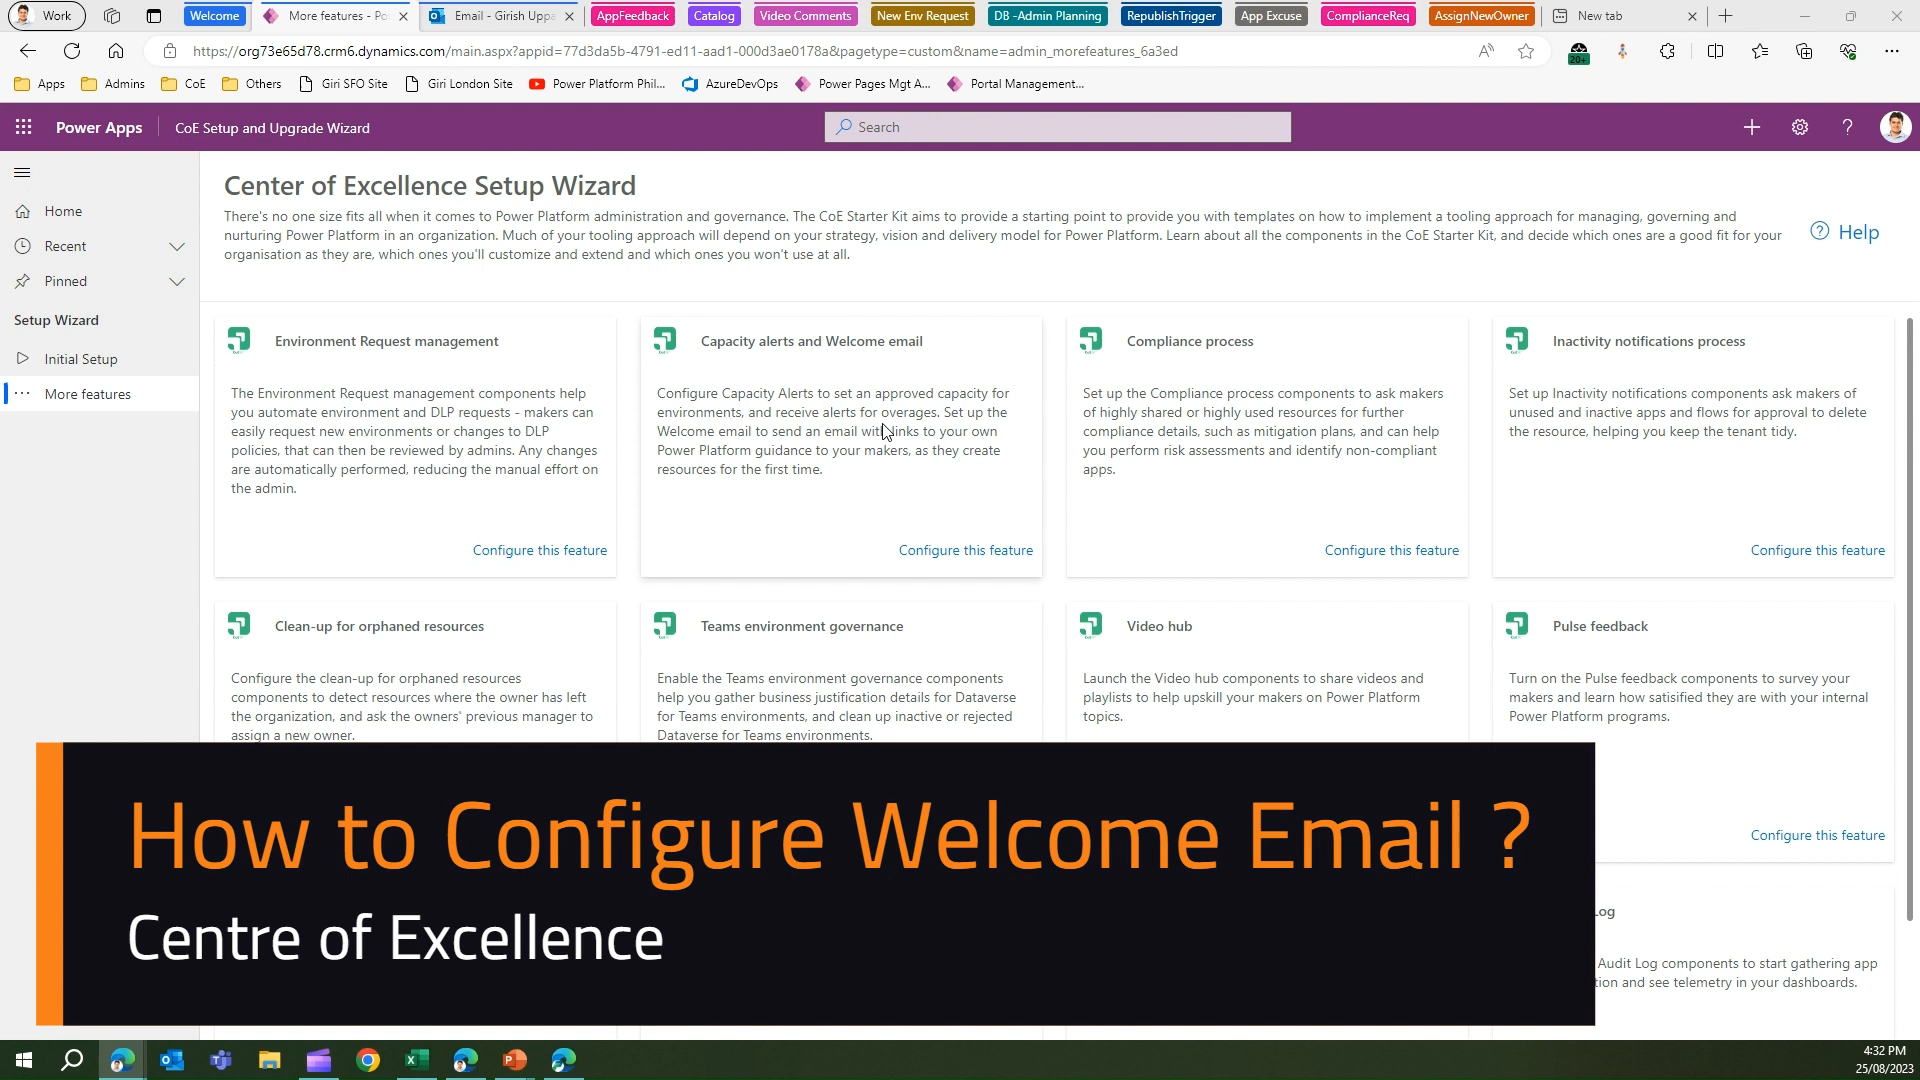 Work
Welcome
More features - Po
Email - Girish Uppa
AppFeedback
Catalog
Video Comments
New Env Request
DB -Admin Planning
RepublishTrigger
App Excuse
ComplianceReq
AssignNewOwner
New tab
https://org73e65d78.crm6.dynamics.com/main.aspx?appid=77d3da5b-4791-ed11-aad1-000d3ae0178a&pagetype=custom&name=admin_morefeatures_6a3ed
20+
Apps
Admins
CoE
Others
Giri SFO Site
Giri London Site
Power Platform Phil...
AzureDevOps
Power Pages Mgt A...
Portal Management...
Power Apps
CoE Setup and Upgrade Wizard
Search
Home
Recent
Pinned
Setup Wizard
Initial Setup
More features
Center of Excellence Setup Wizard
There's no one size fits all when it comes to Power Platform administration and governance. The CoE Starter Kit aims to provide a starting point to provide you with templates on how to implement a tooling approach for managing, governing and
nurturing Power Platform in an organization. Much of your tooling approach will depend on your strategy, vision and delivery model for Power Platform. Learn about all the components in the CoE Starter Kit, and decide which ones are a good fit for your
organisation as they are, which ones you'll customize and extend and which ones you won't use at all.
Help
Environment Request management
The Environment Request management components help
you automate environment and DLP requests - makers can
easily request new environments or changes to DLP
policies, that can then be reviewed by admins. Any changes
are automatically performed, reducing the manual effort on
the admin.
Configure this feature
Capacity alerts and Welcome email
Configure Capacity Alerts to set an approved capacity for
environments, and receive alerts for overages. Set up the
Welcome email to send an email with links to your own
Power Platform guidance to your makers, as they create
resources for the first time.
Configure this feature
Compliance process
Set up the Compliance process components to ask makers
of highly shared or highly used resources for further
compliance details, such as mitigation plans, and can help
you perform risk assessments and identify non-compliant
apps.
Configure this feature
Inactivity notifications process
Set up Inactivity notifications components ask makers of
unused and inactive apps and flows for approval to delete
the resource, helping you keep the tenant tidy.
Configure this feature
Clean-up for orphaned resources
Configure the clean-up for orphaned resources
components to detect resources where the owner has left
the organization, and ask the owners' previous manager to
assign a new owner.
Teams environment governance
Enable the Teams environment governance components
help you gather business justification details for Dataverse
for Teams environments, and clean up inactive or rejected
Dataverse for Teams environments.
Video hub
Launch the Video hub components to share videos and
playlists to help upskill your makers on Power Platform
topics.
Pulse feedback
Turn on the Pulse feedback components to survey your
makers and learn how satisfied they are with your internal
Power Platform programs.
Configure this feature
Log
Audit Log components to start gathering app
tion and see telemetry in your dashboards.
How to Configure Welcome Email ?
Centre of Excellence
4:32 PM
25/08/2023